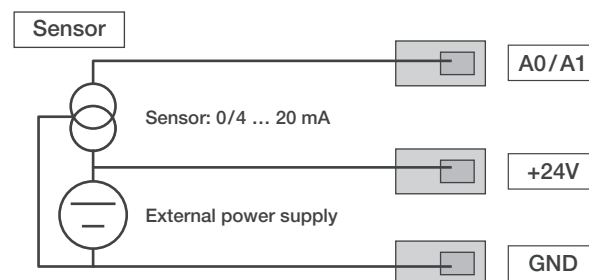 Sensor
A0/A1
Sensor: 0/4 … 20 mA
+24V
External power supply
GND